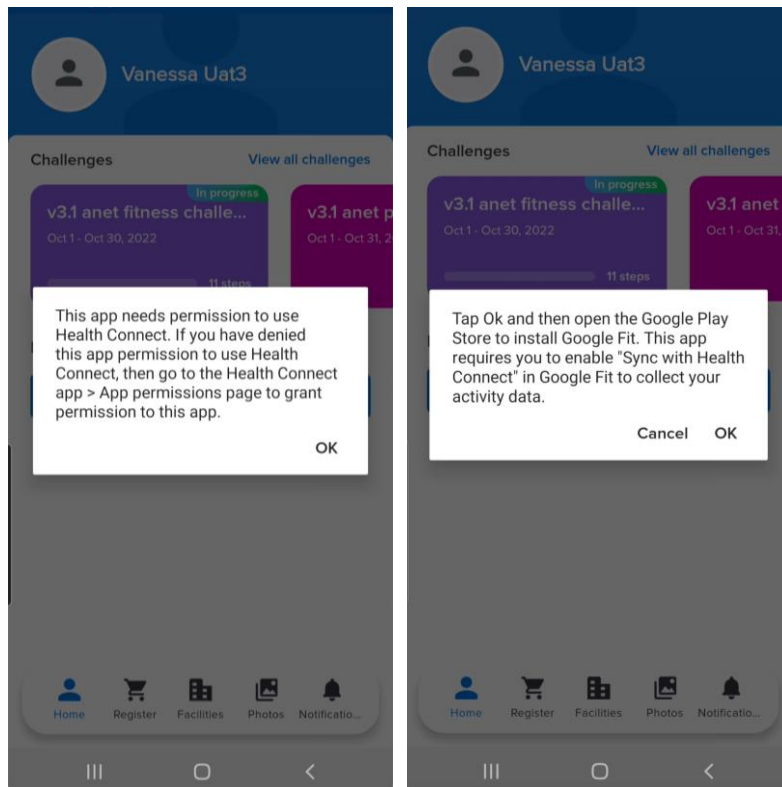 Vanessa Uat3
Challenges
View all challenges
In progress
v3.1 anet fitness challe...
Oct 1 - Oct 30, 2022
11 steps
v3.1 anet p
Oct 1 - Oct 31, 2
This app needs permission to use
Health Connect. If you have denied
this app permission to use Health
Connect, then go to the Health Connect
app > App permissions page to grant
permission to this app.
OK
Home
Register
Facilities
Photos
Notificatio...
Vanessa Uat3
Challenges
View all challenges
In progress
v3.1 anet fitness challe...
Oct 1 - Oct 30, 2022
11 steps
v3.1 anet
Oct 1 - Oct 31,
Tap Ok and then open the Google Play
Store to install Google Fit. This app
requires you to enable "Sync with Health
Connect" in Google Fit to collect your
activity data.
Cancel
OK
Home
Register
Facilities
Photos
Notificatio...